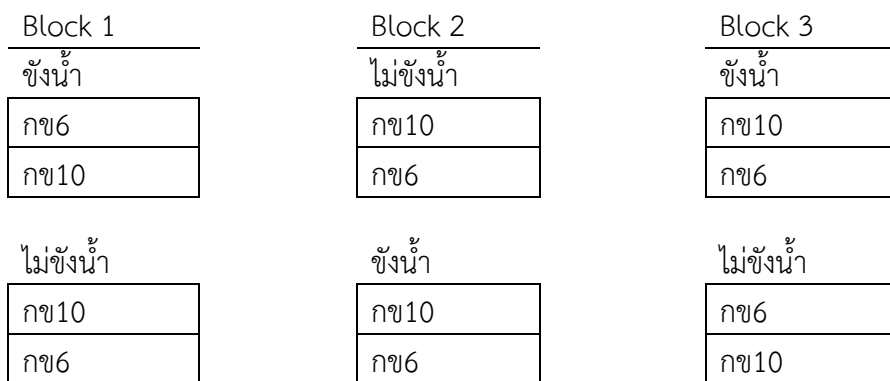 Block 1 Block 2 Block 3
ขังน้ำ ไม่ขังน้ำ ขังน้ำ
กข6 กข10 กข10
กข10 กข6 กข6
ไม่ขังน้ำ ขังน้ำ ไม่ขังน้ำ
กข10 กข10 กข6
กข6 กข6 กข10